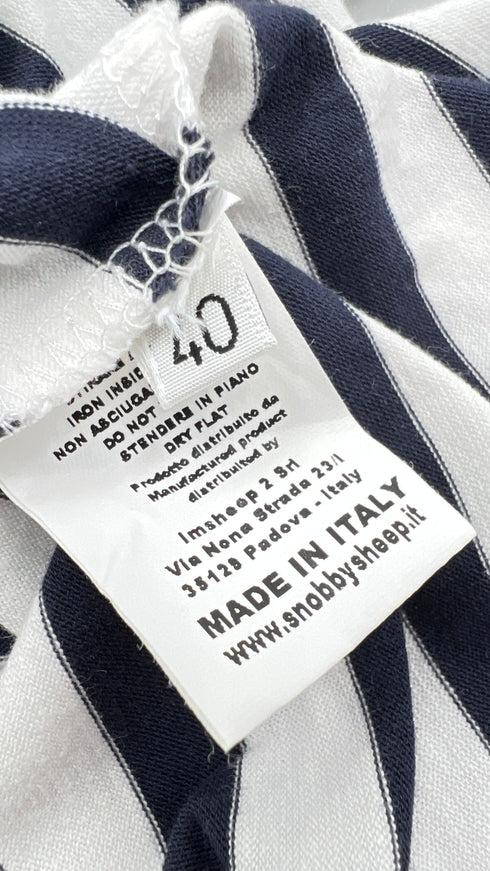 40
IRON INSI
NON ASCIUGA
DO NOT
STENDERE IN PIANO
DRY FLAT
Prodotto distribuito da
Manufactured product
distributed by
Imsheep 2 Srl
Via Nona Strada 23/I
35129 Padova - Italy
MADE IN ITALY
www.snobbysheep.it